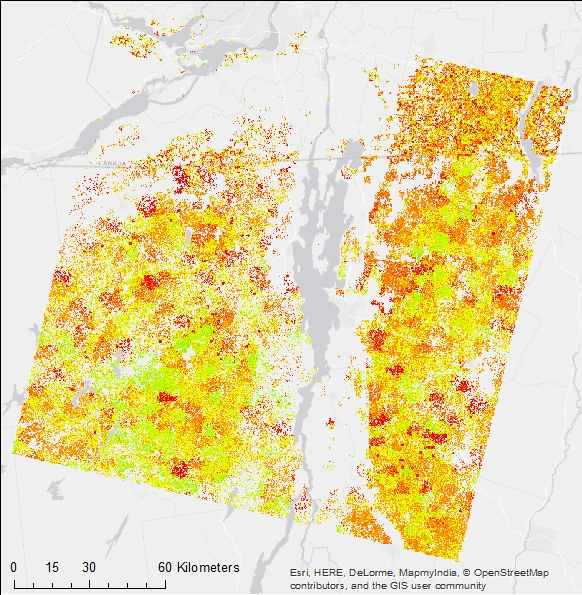 CANADA
0 15 30 60 Kilometers
Esri, HERE, DeLorme, MapmyIndia, © OpenStreetMap
contributors, and the GIS user community